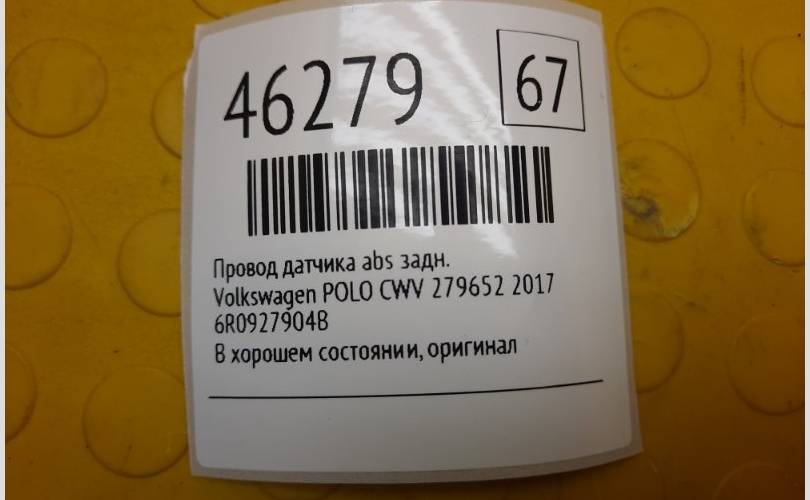 46279
67
Провод датчика abs задн.
Volkswagen POLO CWV 279652 2017
6R0927904B
В хорошем состоянии, оригинал